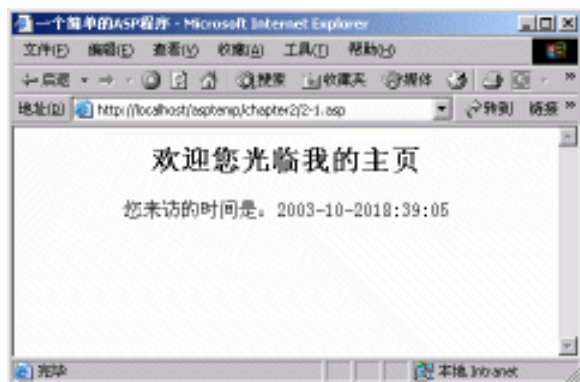 一个简单的ASP程序 - Microsoft Internet Explorer
文件(F) 编辑(E) 查看(V) 收藏(A) 工具(T) 帮助(H)
后退 搜索 收藏夹 媒体
地址(D) http://localhost/asptemp/chapter2/2-1.asp 转到 链接 »
欢迎您光临我的主页
您来访的时间是：2003-10-2018:39:05
完毕 本地 Intranet